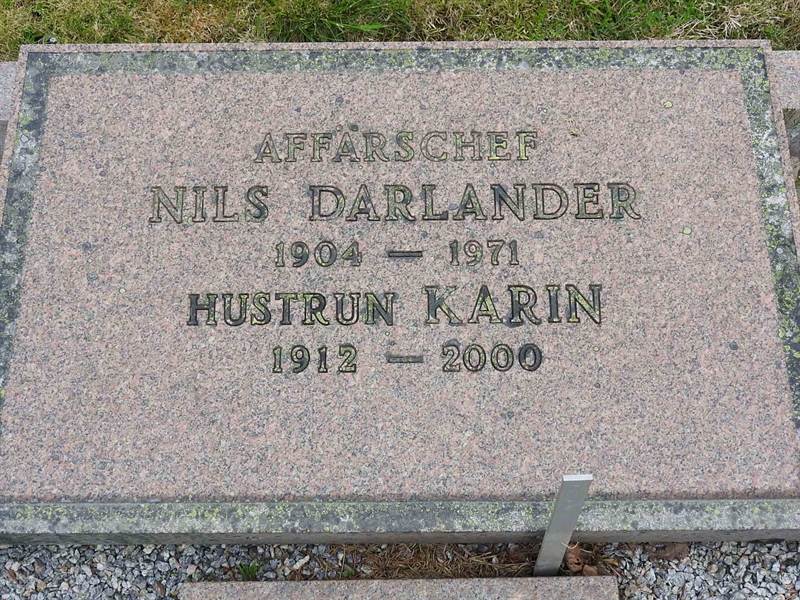 AFFÄRSCHEF
NILS DARLANDER
1904 — 1971
HUSTRUN KARIN
1912 — 2000